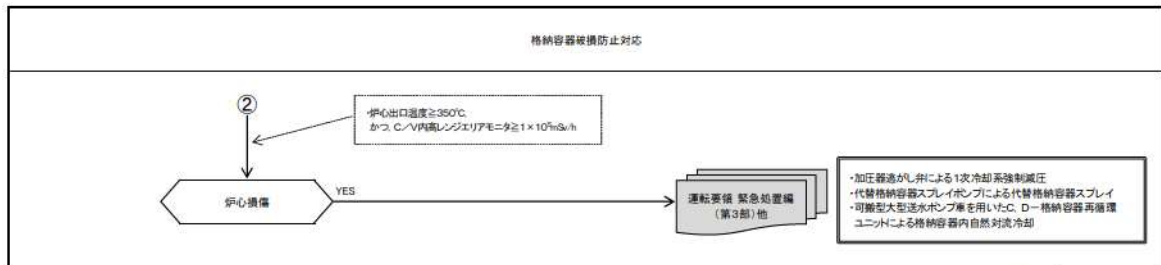 格納容器破損防止対応
②
・炉心出口温度≧350℃,
かつ, C/V内高レンジエリアモニタ≧1×10⁵mSv/h
炉心損傷
YES
運転要領 緊急処置編
(第3部)他
・加圧器逃がし弁による1次冷却系強制減圧
・代替格納容器スプレイポンプによる代替格納容器スプレイ
・可搬型大型送水ポンプ車を用いたC, D-格納容器再循環
ユニットによる格納容器内自然対流冷却